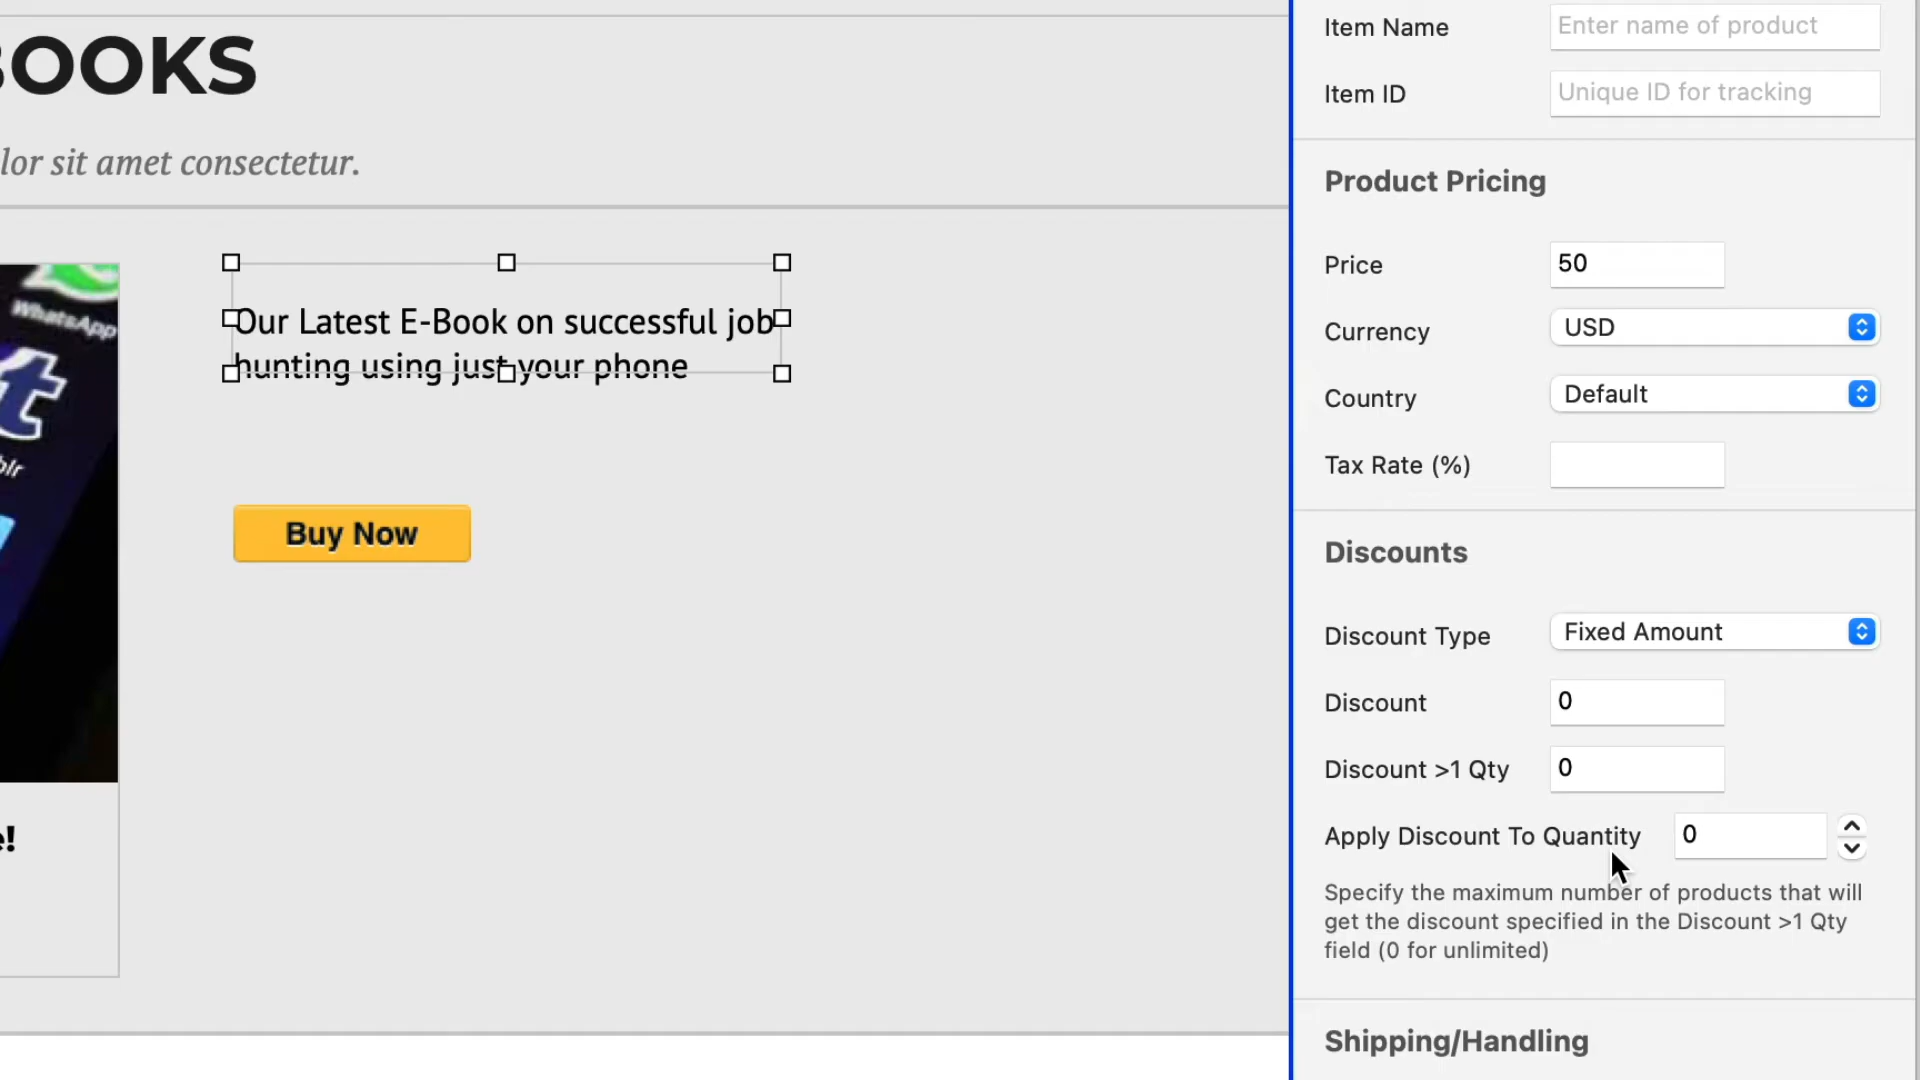 BOOKS
lor sit amet consectetur.
WhatsApp
t
blr
e!
Our Latest E-Book on successful job
hunting using just your phone
Buy Now
Item Name
Enter name of product
Item ID
Unique ID for tracking
Product Pricing
Price
50
Currency
USD
Country
Default
Tax Rate (%)
Discounts
Discount Type
Fixed Amount
Discount
0
Discount >1 Qty
0
Apply Discount To Quantity
0
Specify the maximum number of products that will
get the discount specified in the Discount >1 Qty
field (0 for unlimited)
Shipping/Handling